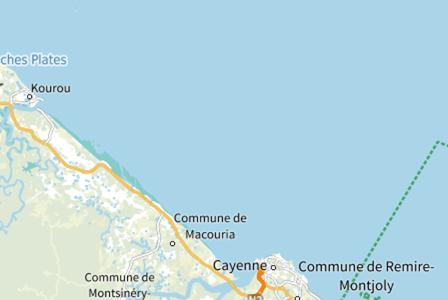 ches Plates
Kourou
Commune de
Macouria
Cayenne
Commune de Remire-
Montjoly
Commune de
Montsinéry-